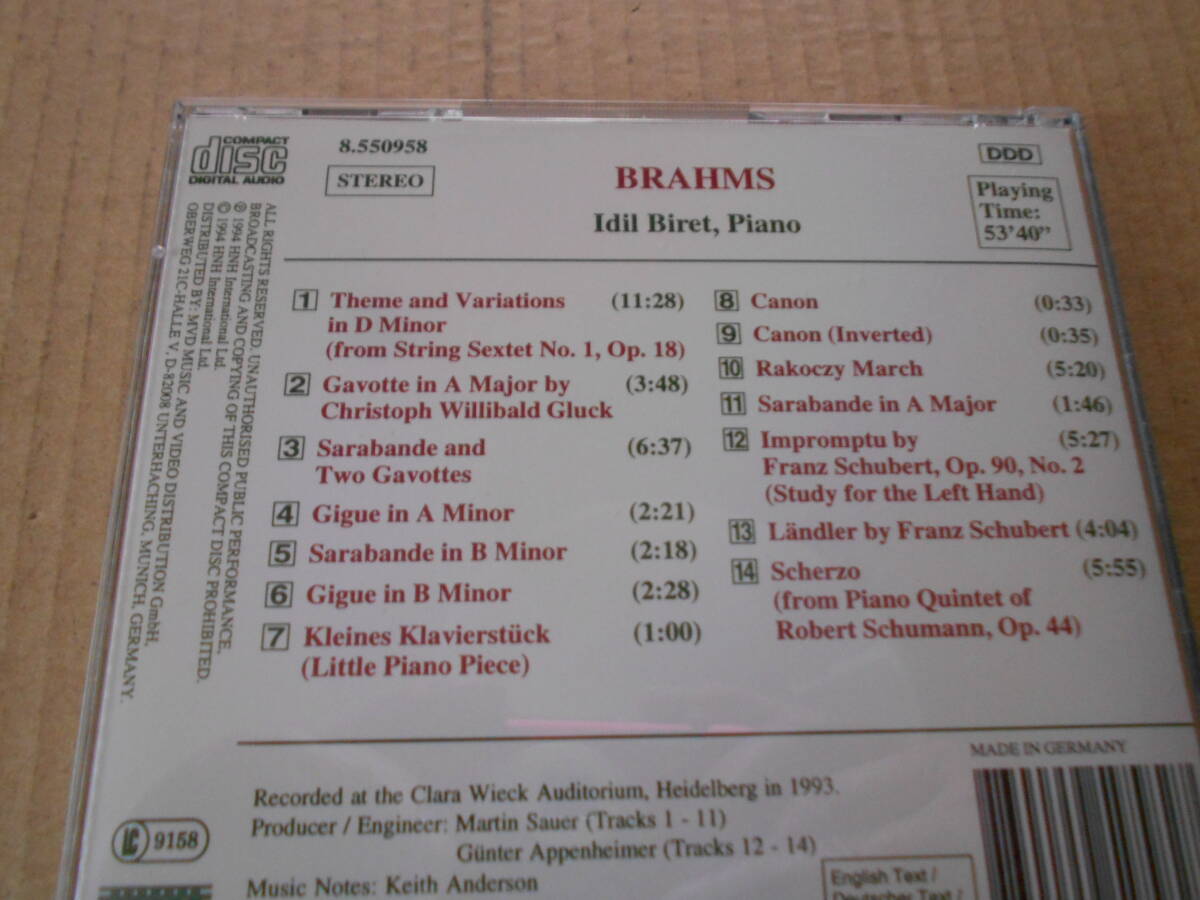 COMPACT
disc
DIGITAL AUDIO
8.550958
STEREO
BRAHMS
Idil Biret, Piano
DDD
Playing
Time:
53'40"
ALL RIGHTS RESERVED. UNAUTHORISED PUBLIC PERFORMANCE,
BROADCASTING AND COPYING OF THIS COMPACT DISC PROHIBITED.
℗ 1994 HNH International Ltd.
© 1994 HNH International Ltd.
DISTRIBUTED BY: MVD MUSIC AND VIDEO DISTRIBUTION GmbH,
OBERWEG 21C-HALLE V, D-82008 UNTERHACHING, MUNICH, GERMANY.
1 Theme and Variations (11:28)
in D Minor
(from String Sextet No. 1, Op. 18)
2 Gavotte in A Major by (3:48)
Christoph Willibald Gluck
3 Sarabande and (6:37)
Two Gavottes
4 Gigue in A Minor (2:21)
5 Sarabande in B Minor (2:18)
6 Gigue in B Minor (2:28)
7 Kleines Klavierstück (1:00)
(Little Piano Piece)
8 Canon (0:33)
9 Canon (Inverted) (0:35)
10 Rakoczy March (5:20)
11 Sarabande in A Major (1:46)
12 Impromptu by (5:27)
Franz Schubert, Op. 90, No. 2
(Study for the Left Hand)
13 Ländler by Franz Schubert (4:04)
14 Scherzo (5:55)
(from Piano Quintet of
Robert Schumann, Op. 44)
MADE IN GERMANY
Recorded at the Clara Wieck Auditorium, Heidelberg in 1993.
Producer / Engineer: Martin Sauer (Tracks 1 - 11)
Günter Appenheimer (Tracks 12 - 14)
Music Notes: Keith Anderson
LC 9158
English Text /
Deutscher Text /